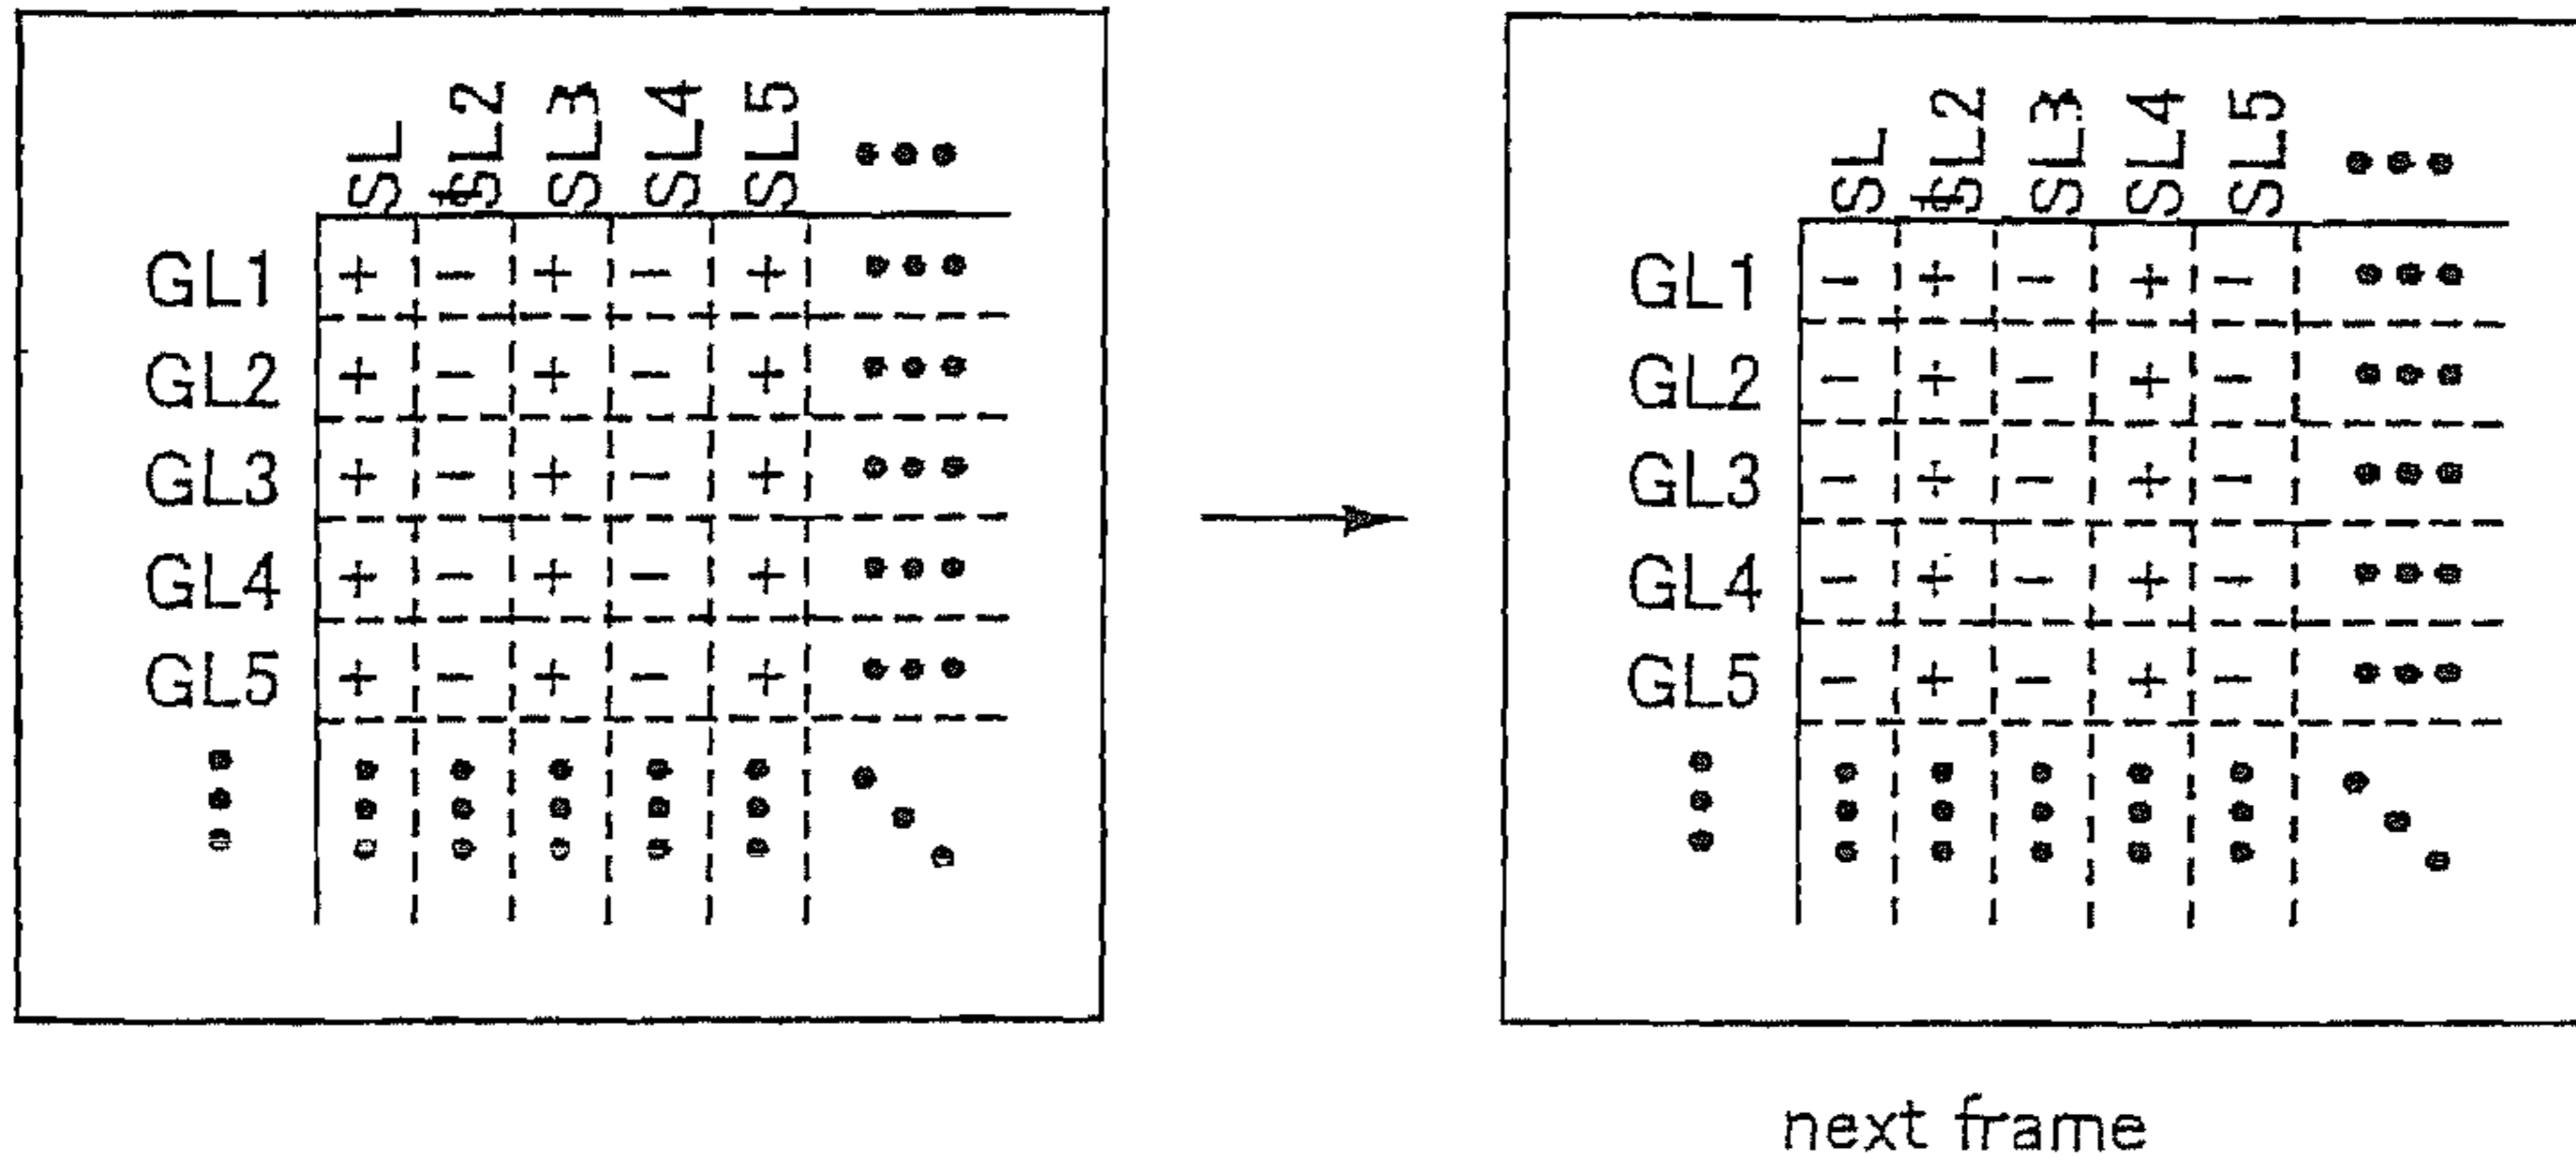 SL SL2 SL3 SL4 SL5 •••
GL1 + − + − + •••
GL2 + − + − + •••
GL3 + − + − + •••
GL4 + − + − + •••
GL5 + − + − + •••
SL SL2 SL3 SL4 SL5 •••
GL1 − + − + − •••
GL2 − + − + − •••
GL3 − + − + − •••
GL4 − + − + − •••
GL5 − + − + − •••
next frame